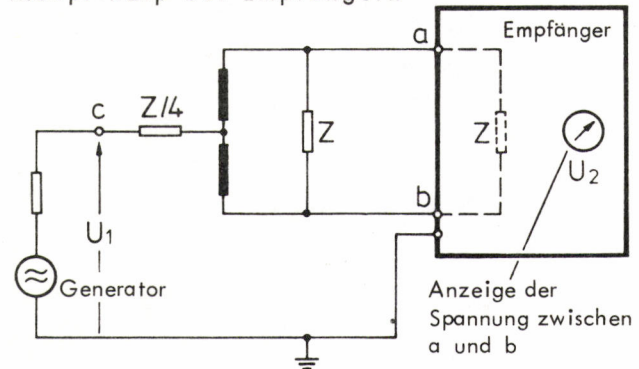 a
Empfänger
c
Z/4
Z
Z
U2
b
U1
Generator
Anzeige der
Spannung zwischen
a und b